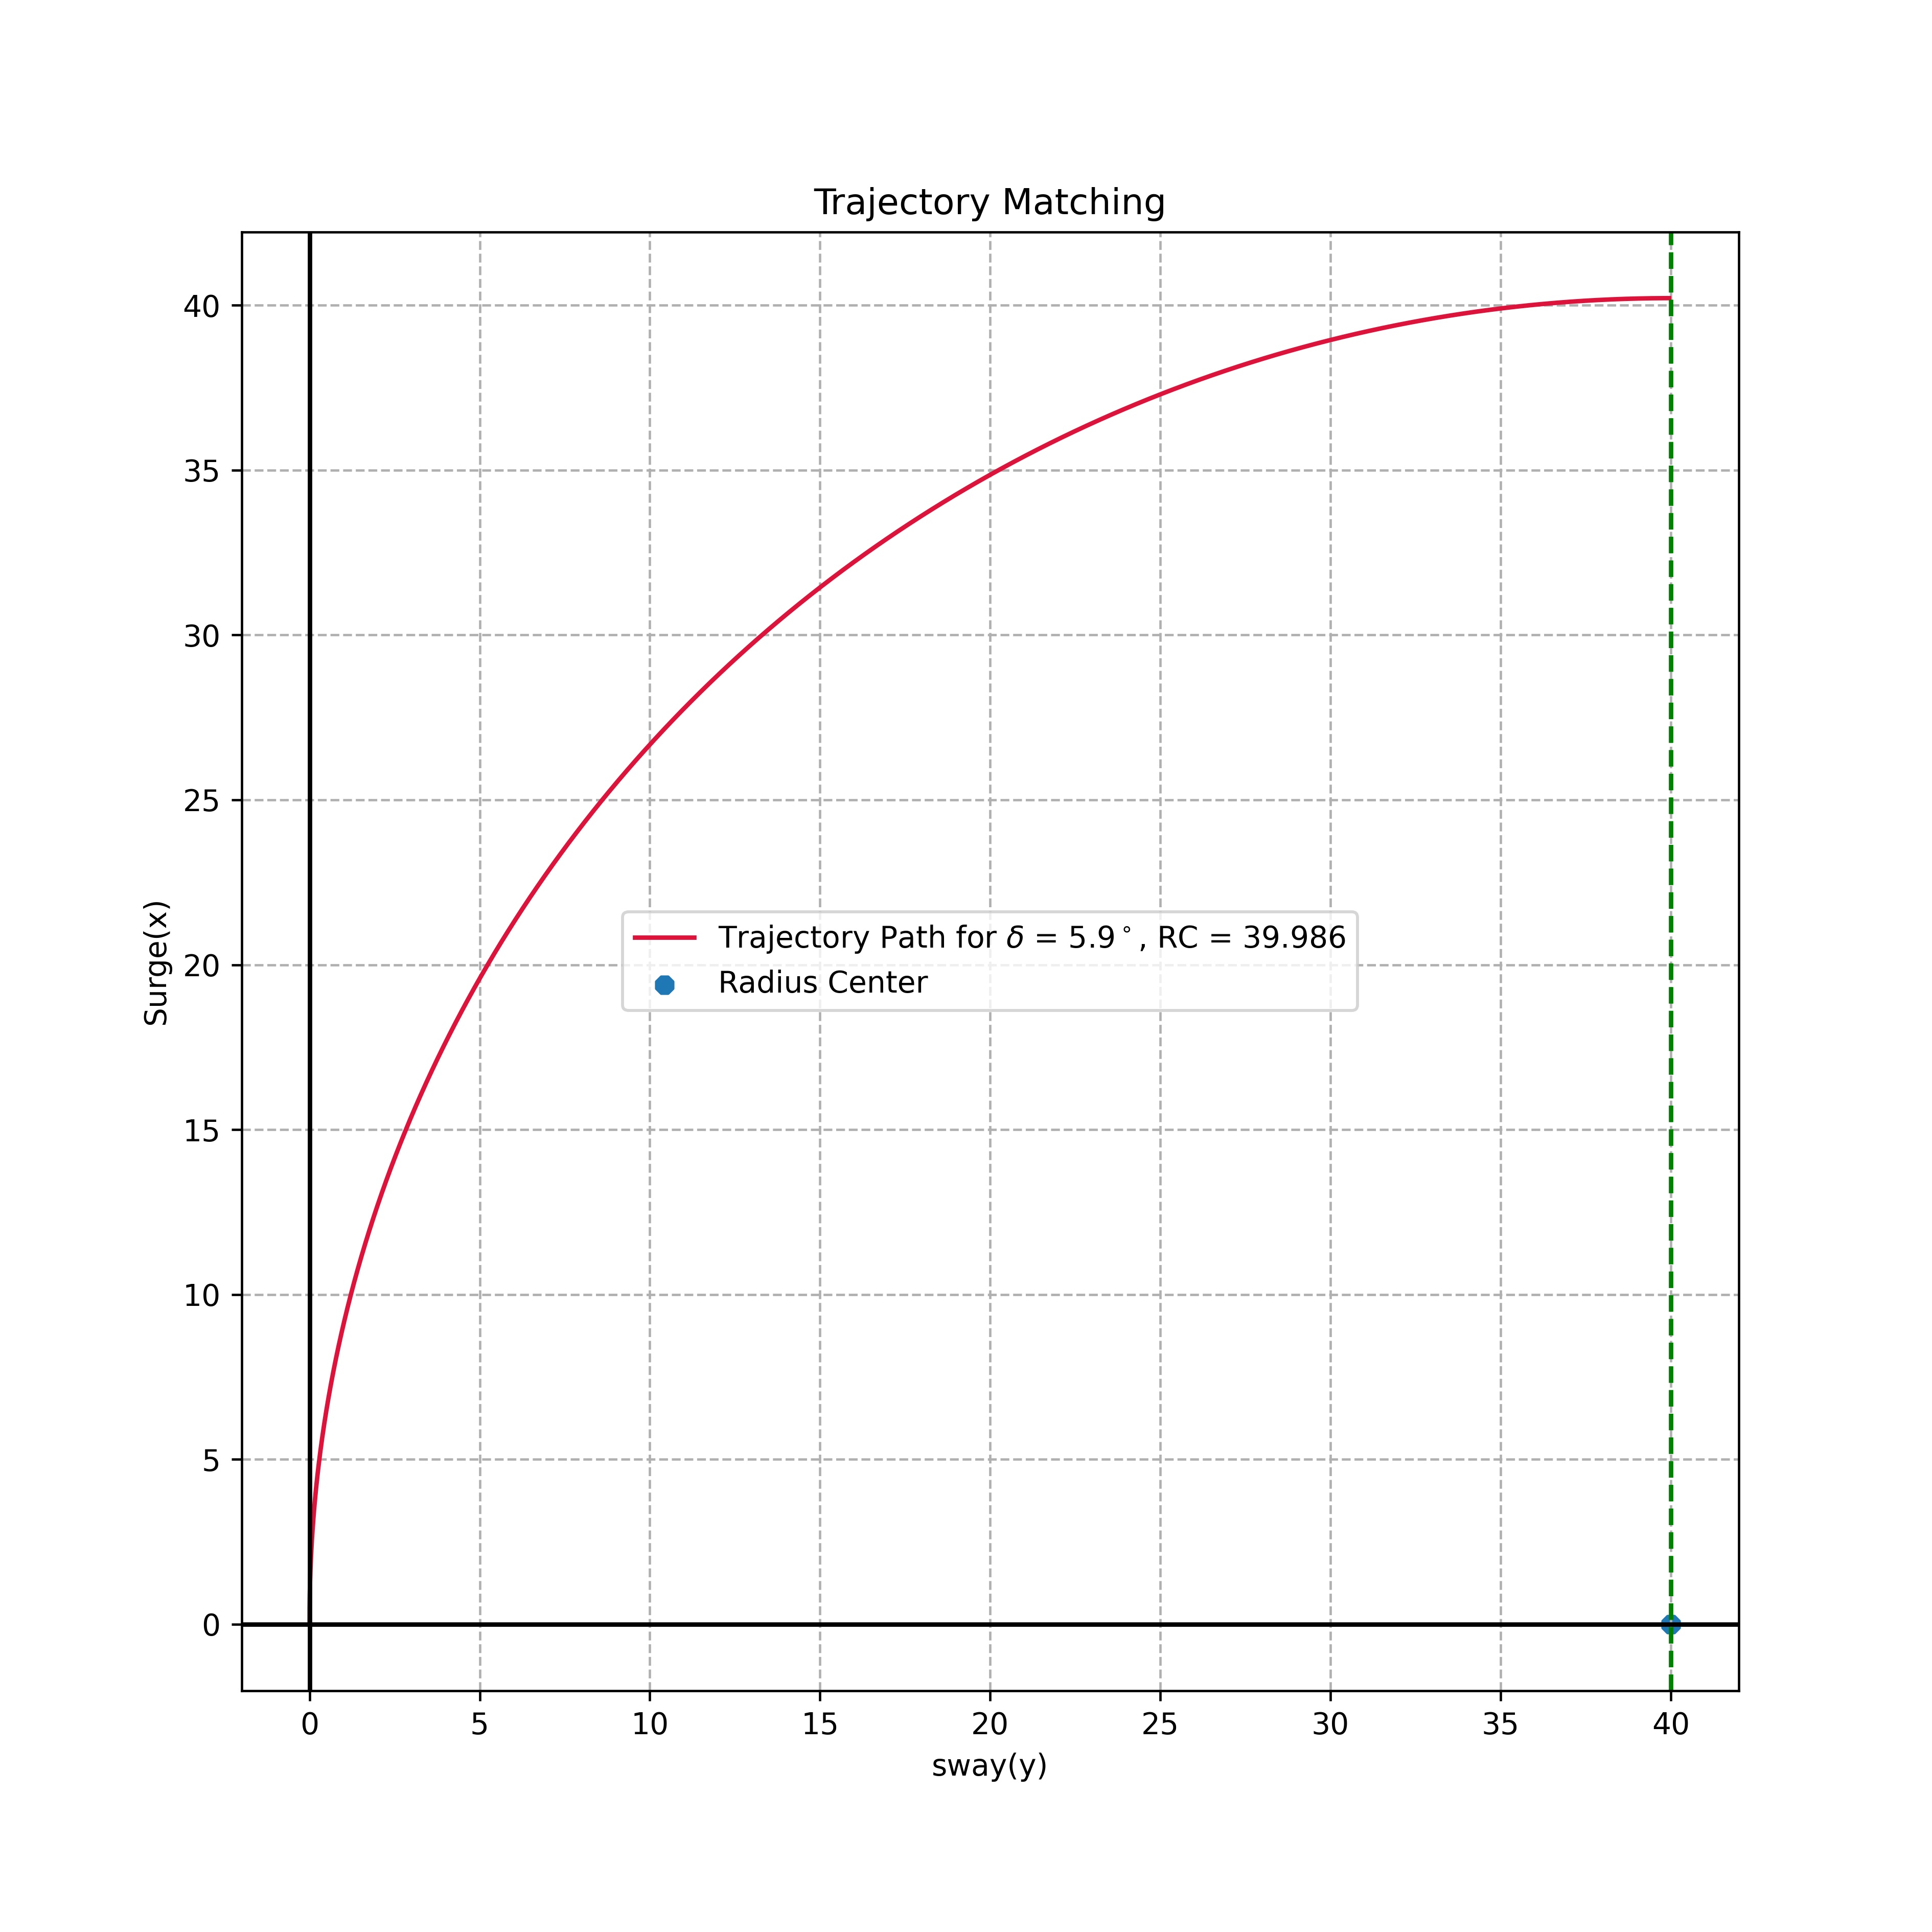 Trajectory Matching
Surge(x)
40
35
30
25
20
15
10
5
0
Trajectory Path for δ = 5.9°, RC = 39.986
Radius Center
0 5 10 15 20 25 30 35 40
sway(y)